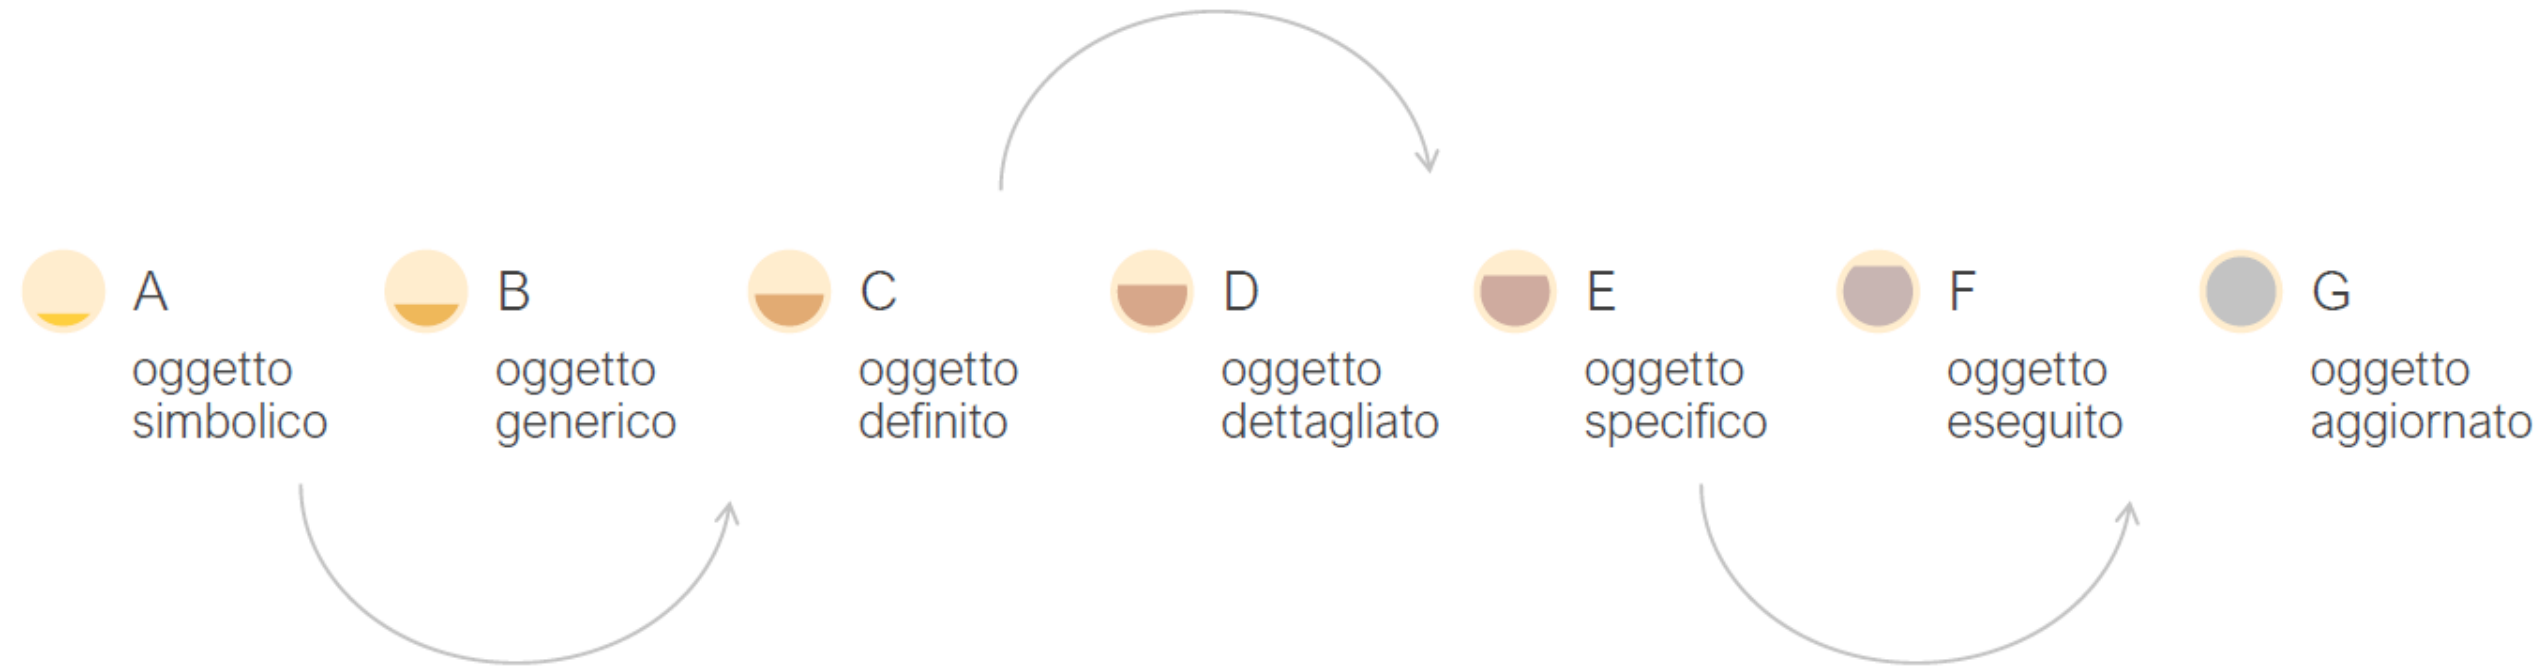 A
oggetto
simbolico
B
oggetto
generico
C
oggetto
definito
D
oggetto
dettagliato
E
oggetto
specifico
F
oggetto
eseguito
G
oggetto
aggiornato